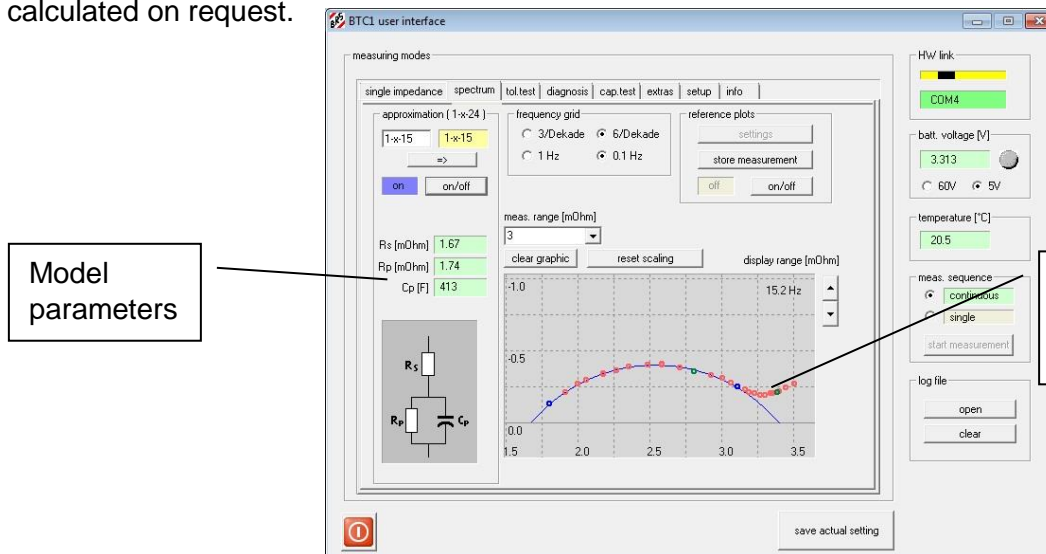 calculated on request.
BTC1 user interface
measuring modes
single impedance spectrum tol.test diagnosis cap.test extras setup info
approximation ( 1-x-24 )
1-x-15 1-x-15
=>
on on/off
frequency grid
3/Dekade 6/Dekade
1 Hz 0.1 Hz
reference plots
settings
store measurement
off on/off
meas. range [mOhm]
3
clear graphic reset scaling display range [mOhm]
Rs [mOhm] 1.67
Rp [mOhm] 1.74
Cp [F] 413
Model
parameters
-1.0 15.2 Hz
-0.5
0.0
1.5 2.0 2.5 3.0 3.5
RS
RP CP
HW link
COM4
batt. voltage [V]
3.313
60V 5V
temperature [°C]
20.5
meas. sequence
continuous
single
start measurement
log file
open
clear
save actual setting